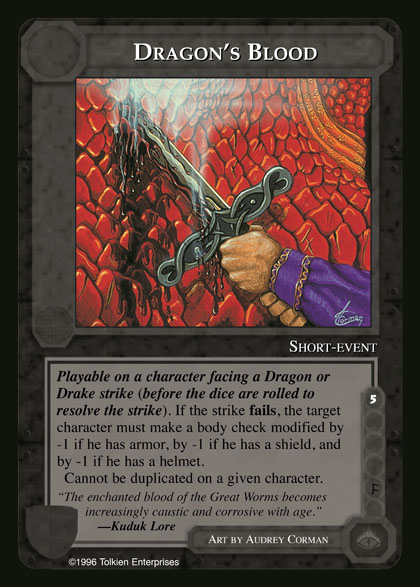 DRAGON'S BLOOD
Corman
SHORT-EVENT
Playable on a character facing a Dragon or
Drake strike (before the dice are rolled to
resolve the strike). If the strike fails, the target
character must make a body check modified by
-1 if he has armor, by -1 if he has a shield, and
by -1 if he has a helmet.
Cannot be duplicated on a given character.
"The enchanted blood of the Great Worms becomes
increasingly caustic and corrosive with age."
—Kuduk Lore
5
F
ART BY AUDREY CORMAN
©1996 Tolkien Enterprises